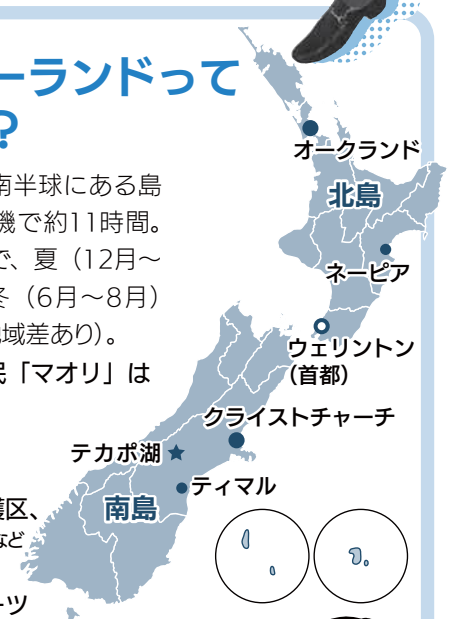 ーランドって
?
南半球にある島
機で約11時間。
で、夏（12月～
冬（6月～8月）
域差あり）。
民「マオリ」は
護区、
など
ーツ
オークランド
北島
ネーピア
ウェリントン
（首都）
クライストチャーチ
テカポ湖
ティマル
南島